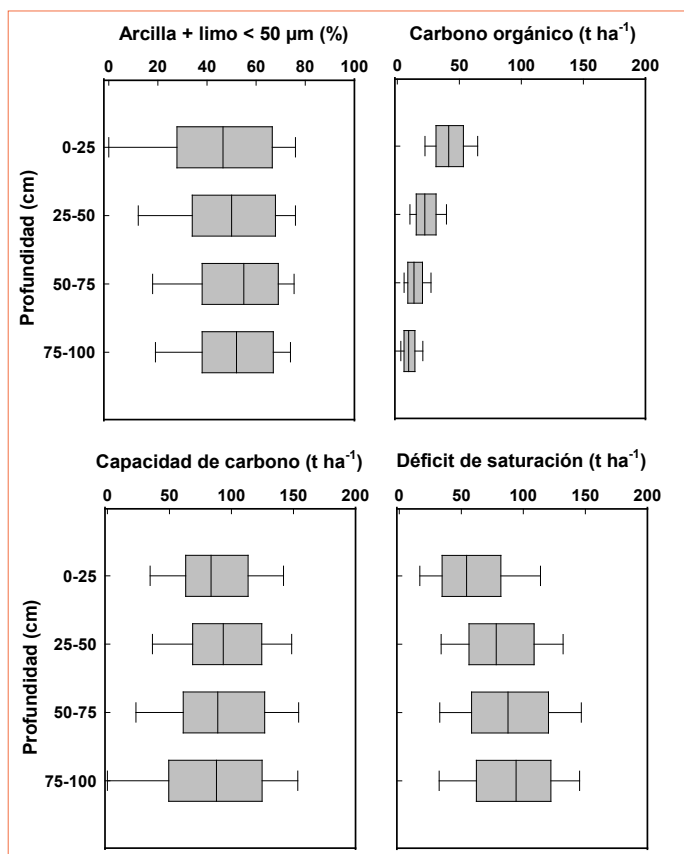 Arcilla + limo < 50 µm (%)
0 20 40 60 80 100
Profundidad (cm)
0-25
25-50
50-75
75-100
Carbono orgánico (t ha⁻¹)
0 50 100 150 200
Capacidad de carbono (t ha⁻¹)
0 50 100 150 200
Profundidad (cm)
0-25
25-50
50-75
75-100
Déficit de saturación (t ha⁻¹)
0 50 100 150 200